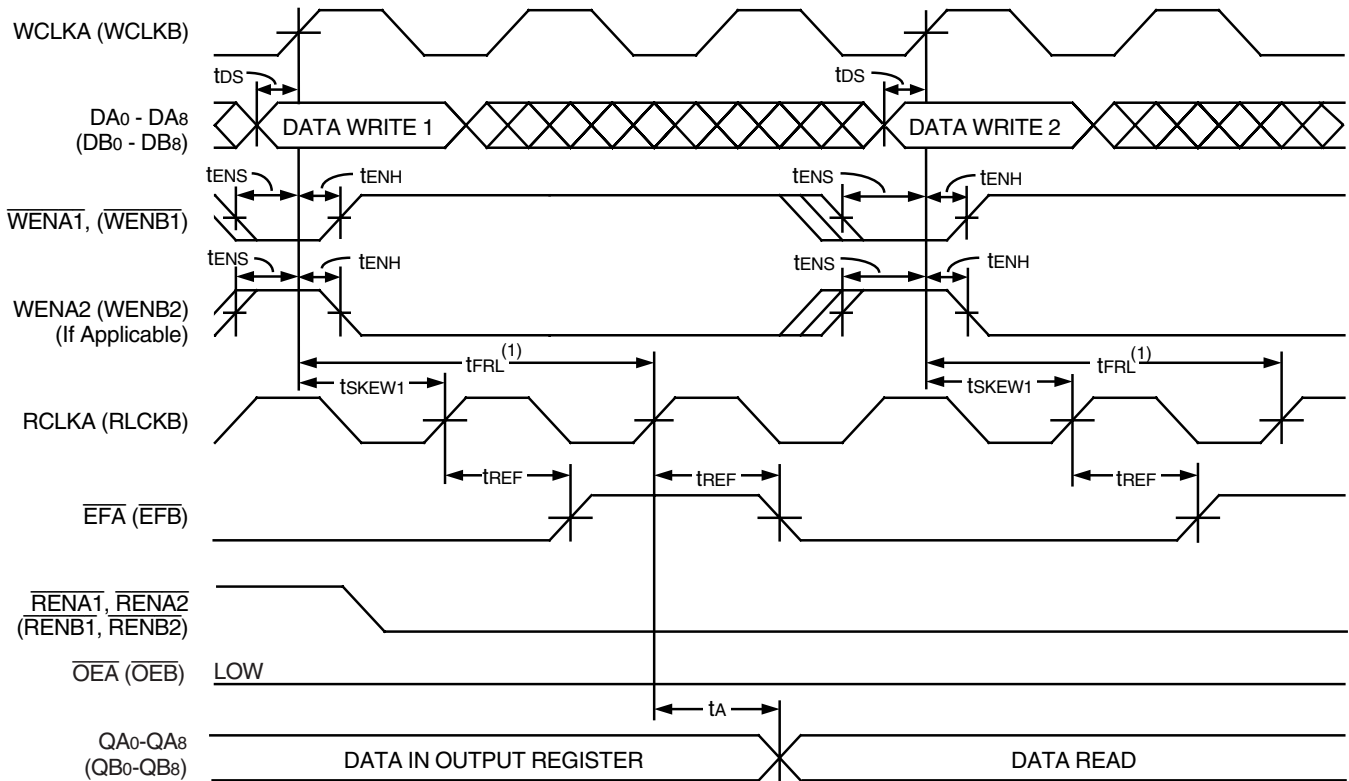 WCLKA (WCLKB)
tDS
tDS
DA0 - DA8
(DB0 - DB8)
DATA WRITE 1
DATA WRITE 2
tENS
tENH
tENS
tENH
WENA1, (WENB1)
tENS
tENH
tENS
tENH
WENA2 (WENB2)
(If Applicable)
tFRL(1)
tFRL(1)
tSKEW1
tSKEW1
RCLKA (RLCKB)
tREF
tREF
tREF
EFA (EFB)
RENA1, RENA2
(RENB1, RENB2)
OEA (OEB)
LOW
tA
QA0-QA8
(QB0-QB8)
DATA IN OUTPUT REGISTER
DATA READ